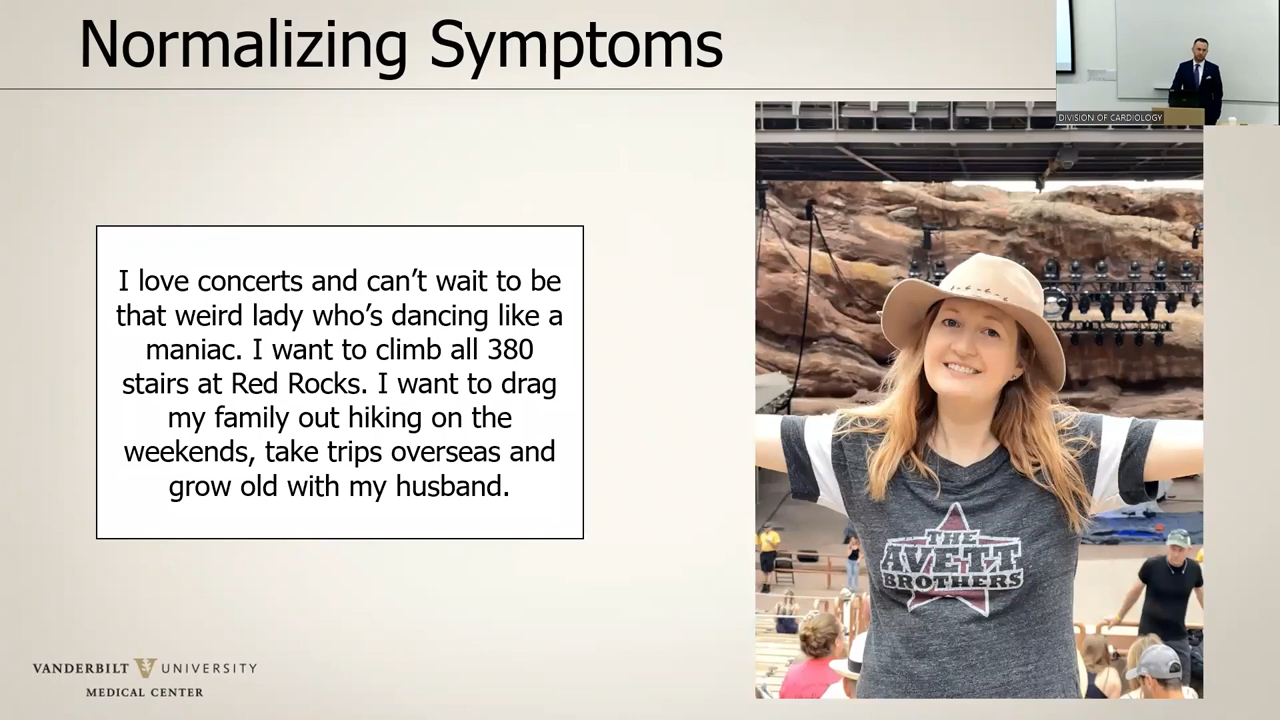 Normalizing Symptoms
DIVISION OF CARDIOLOGY
I love concerts and can’t wait to be
that weird lady who’s dancing like a
maniac. I want to climb all 380
stairs at Red Rocks. I want to drag
my family out hiking on the
weekends, take trips overseas and
grow old with my husband.
THE
AVETT
BROTHERS
VANDERBILT UNIVERSITY
MEDICAL CENTER